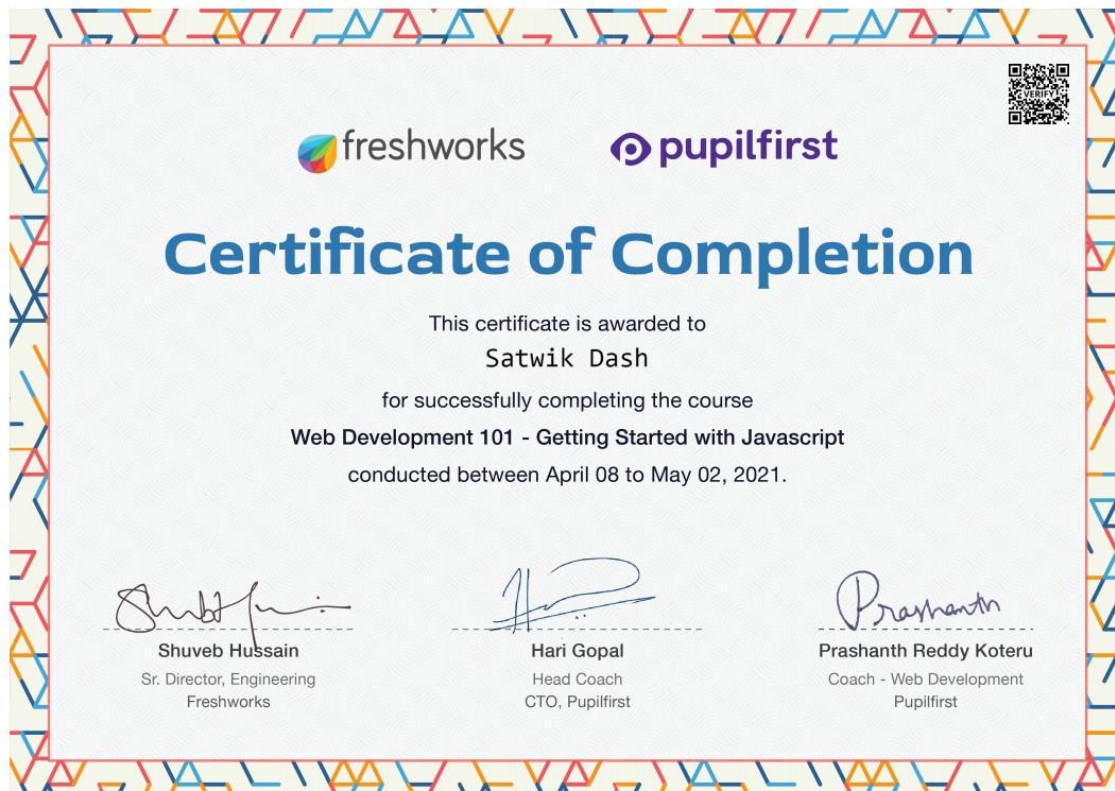 VERIFY
freshworks
pupilfirst
Certificate of Completion
This certificate is awarded to
Satwik Dash
for successfully completing the course
Web Development 101 - Getting Started with Javascript
conducted between April 08 to May 02, 2021.
Prashanth
Shuveb Hussain
Hari Gopal
Prashanth Reddy Koteru
Sr. Director, Engineering
Head Coach
Coach - Web Development
Freshworks
CTO, Pupilfirst
Pupilfirst